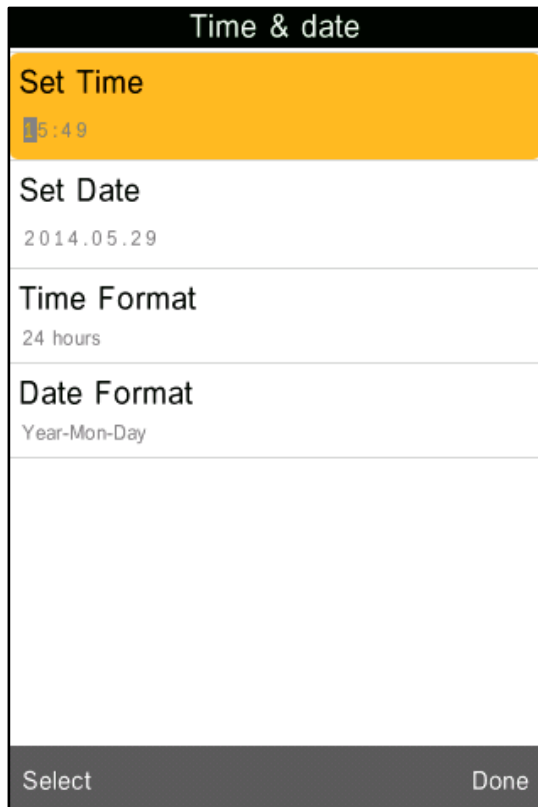 Time & date
Set Time
15:49
Set Date
2014.05.29
Time Format
24 hours
Date Format
Year-Mon-Day
Select Done